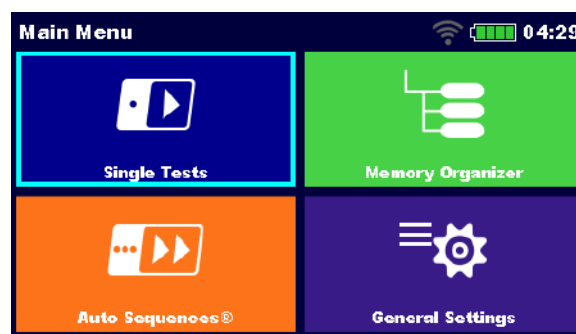 Main Menu 04:29
Single Tests
Memory Organizer
Auto Sequences®
General Settings